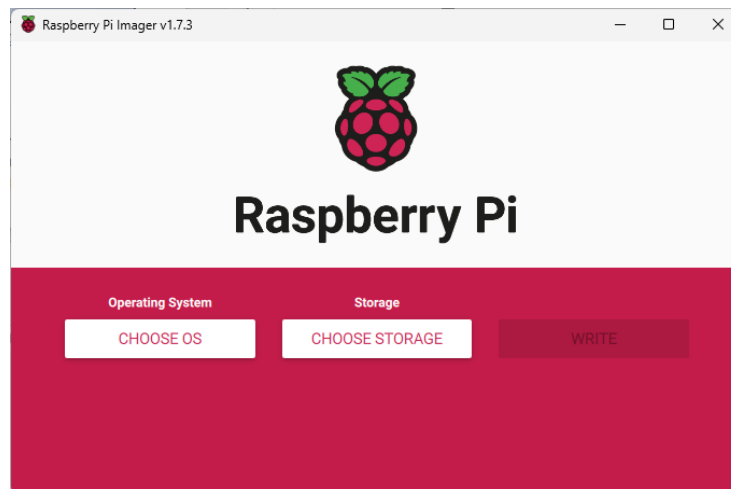 Raspberry Pi Imager v1.7.3
Raspberry Pi
Operating System
Storage
CHOOSE OS
CHOOSE STORAGE
WRITE